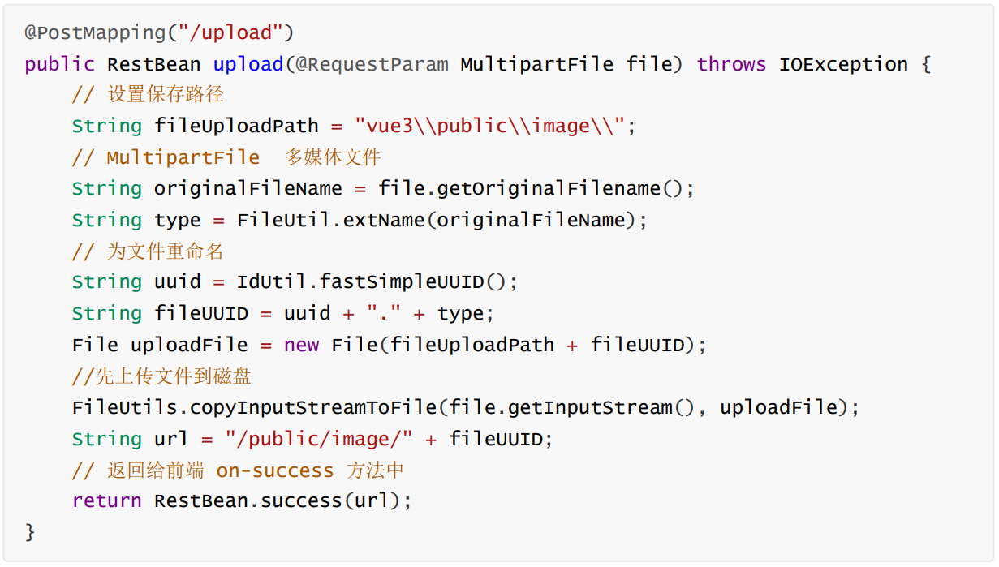 @PostMapping("/upload")
public RestBean upload(@RequestParam MultipartFile file) throws IOException {
    // 设置保存路径
    String fileUploadPath = "vue3\\public\\image\\";
    // MultipartFile  多媒体文件
    String originalFileName = file.getOriginalFilename();
    String type = FileUtil.extName(originalFileName);
    // 为文件重命名
    String uuid = IdUtil.fastSimpleUUID();
    String fileUUID = uuid + "." + type;
    File uploadFile = new File(fileUploadPath + fileUUID);
    //先上传文件到磁盘
    FileUtils.copyInputStreamToFile(file.getInputStream(), uploadFile);
    String url = "/public/image/" + fileUUID;
    // 返回给前端 on-success 方法中
    return RestBean.success(url);
}